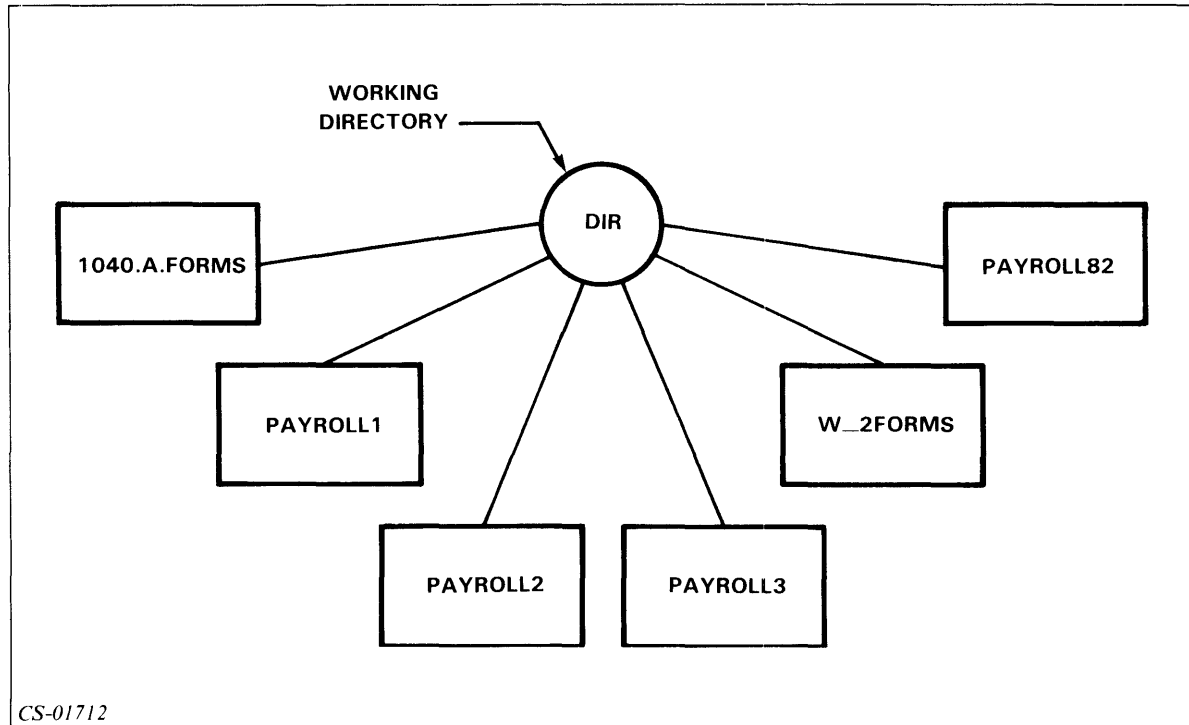 WORKING
DIRECTORY
DIR
1040.A.FORMS
PAYROLL82
PAYROLL1
W_2FORMS
PAYROLL2
PAYROLL3
CS-01712